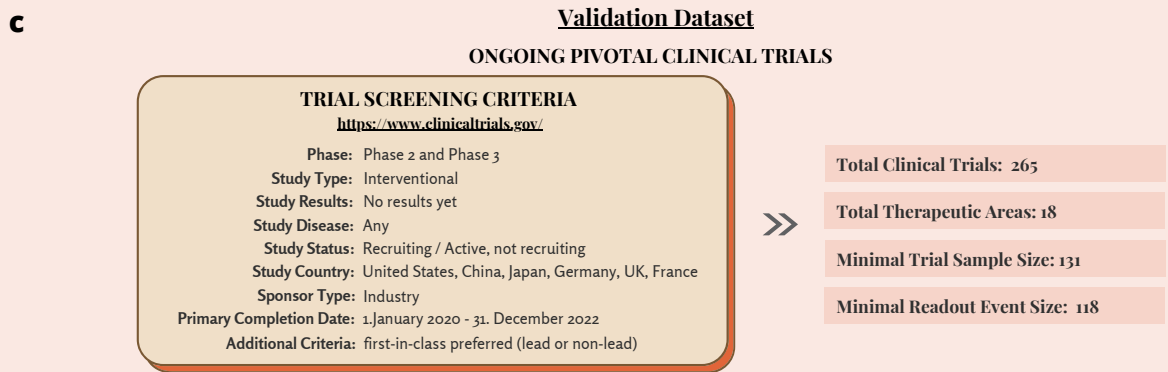 c
Validation Dataset
ONGOING PIVOTAL CLINICAL TRIALS
TRIAL SCREENING CRITERIA
https://www.clinicaltrials.gov/
Phase: Phase 2 and Phase 3
Study Type: Interventional
Study Results: No results yet
Study Disease: Any
Study Status: Recruiting / Active, not recruiting
Study Country: United States, China, Japan, Germany, UK, France
Sponsor Type: Industry
Primary Completion Date: 1.January 2020 - 31. December 2022
Additional Criteria: first-in-class preferred (lead or non-lead)
Total Clinical Trials: 265
Total Therapeutic Areas: 18
Minimal Trial Sample Size: 131
Minimal Readout Event Size: 118